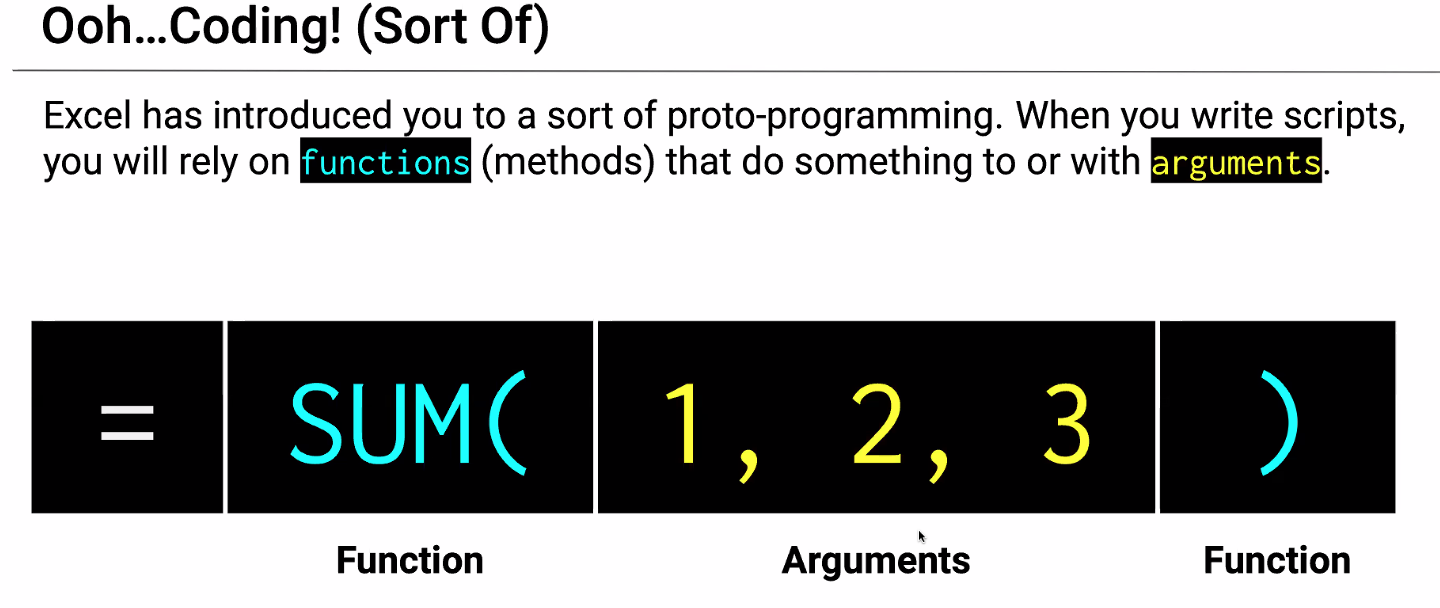 Ooh...Coding! (Sort Of)
Excel has introduced you to a sort of proto-programming. When you write scripts,
you will rely on functions (methods) that do something to or with arguments.
= SUM( 1, 2, 3 )
Function Arguments Function